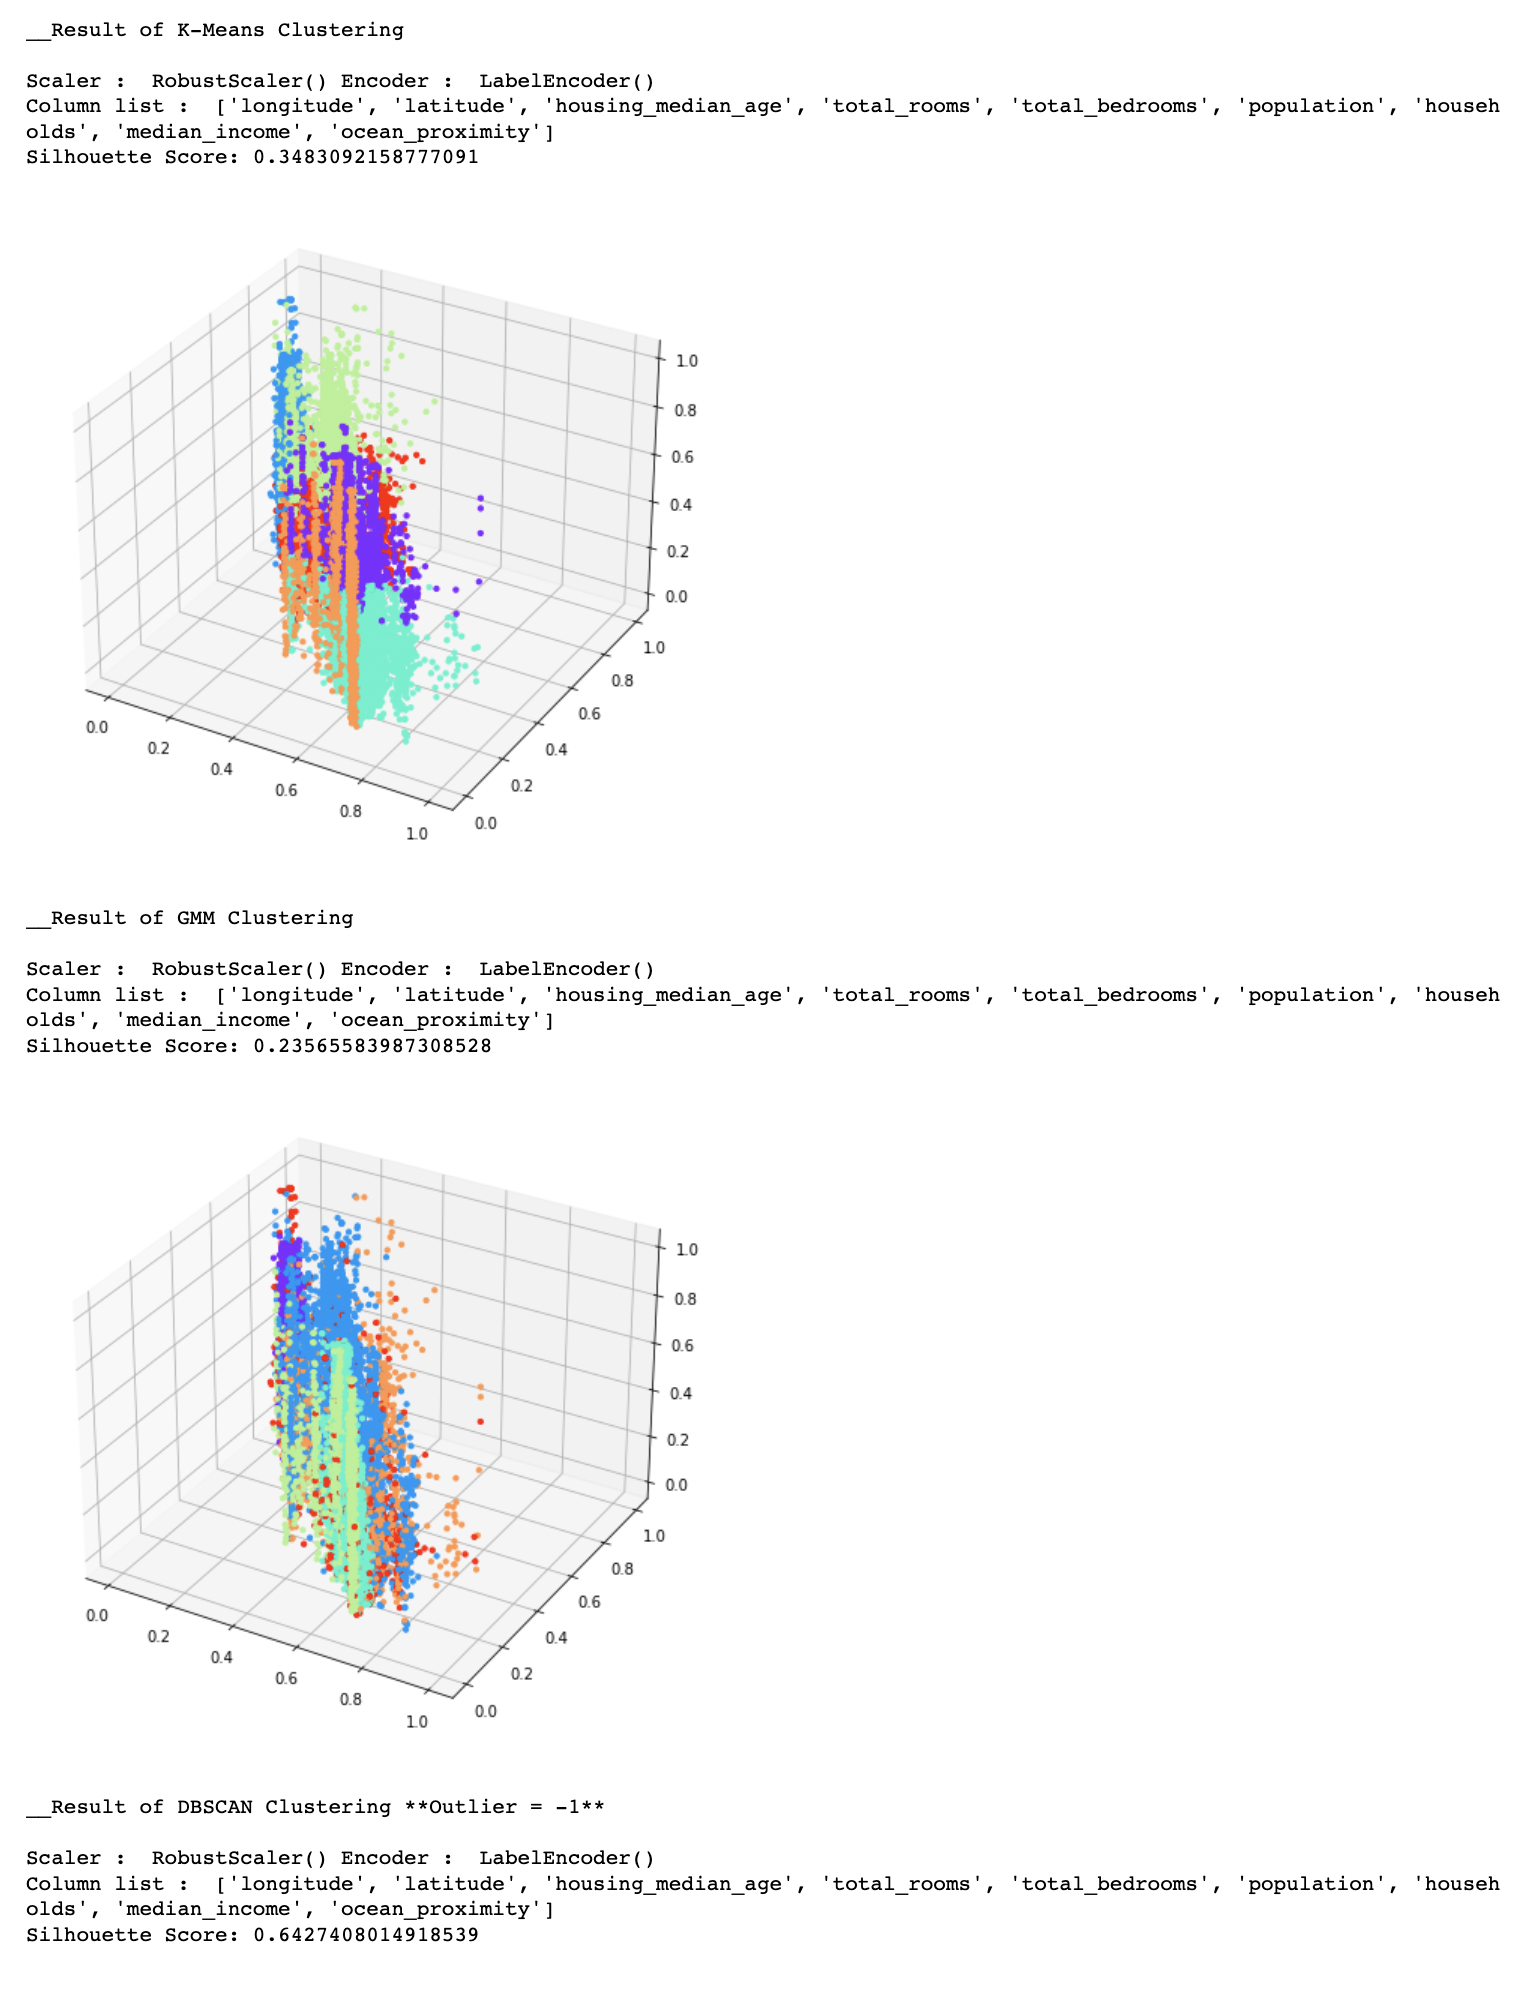 __Result of K-Means Clustering
Scaler :  RobustScaler() Encoder :  LabelEncoder()
Column list :  ['longitude', 'latitude', 'housing_median_age', 'total_rooms', 'total_bedrooms', 'population', 'househ
olds', 'median_income', 'ocean_proximity']
Silhouette Score: 0.3483092158777091
1.0
0.8
0.6
0.4
0.2
0.0
1.0
0.8
0.6
0.4
0.2
0.0
0.0
0.2
0.4
0.6
0.8
1.0
__Result of GMM Clustering
Scaler :  RobustScaler() Encoder :  LabelEncoder()
Column list :  ['longitude', 'latitude', 'housing_median_age', 'total_rooms', 'total_bedrooms', 'population', 'househ
olds', 'median_income', 'ocean_proximity']
Silhouette Score: 0.23565583987308528
1.0
0.8
0.6
0.4
0.2
0.0
1.0
0.8
0.6
0.4
0.2
0.0
0.0
0.2
0.4
0.6
0.8
1.0
__Result of DBSCAN Clustering **Outlier = -1**
Scaler :  RobustScaler() Encoder :  LabelEncoder()
Column list :  ['longitude', 'latitude', 'housing_median_age', 'total_rooms', 'total_bedrooms', 'population', 'househ
olds', 'median_income', 'ocean_proximity']
Silhouette Score: 0.6427408014918539